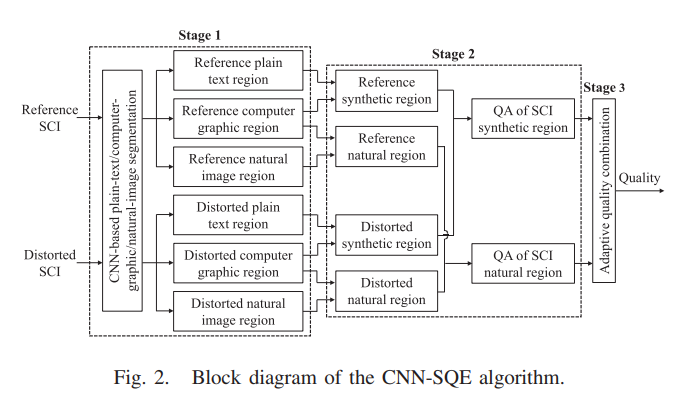 Stage 1
Stage 2
Stage 3
Reference
SCI
Distorted
SCI
CNN-based plain-text/computer-
graphic/natural-image segmentation
Reference plain
text region
Reference computer
graphic region
Reference natural
image region
Distorted plain
text region
Distorted computer
graphic region
Distorted natural
image region
Reference
synthetic region
Reference
natural region
Distorted
synthetic region
Distorted
natural region
QA of SCI
synthetic region
QA of SCI
natural region
Adaptive quality combination
Quality
Fig. 2. Block diagram of the CNN-SQE algorithm.